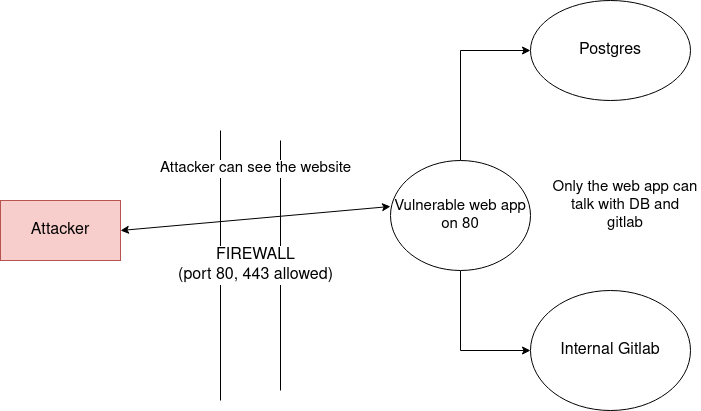 Postgres
Attacker can see the website
Only the web app can
talk with DB and
gitlab
Vulnerable web app
on 80
Attacker
FIREWALL
(port 80, 443 allowed)
Internal Gitlab